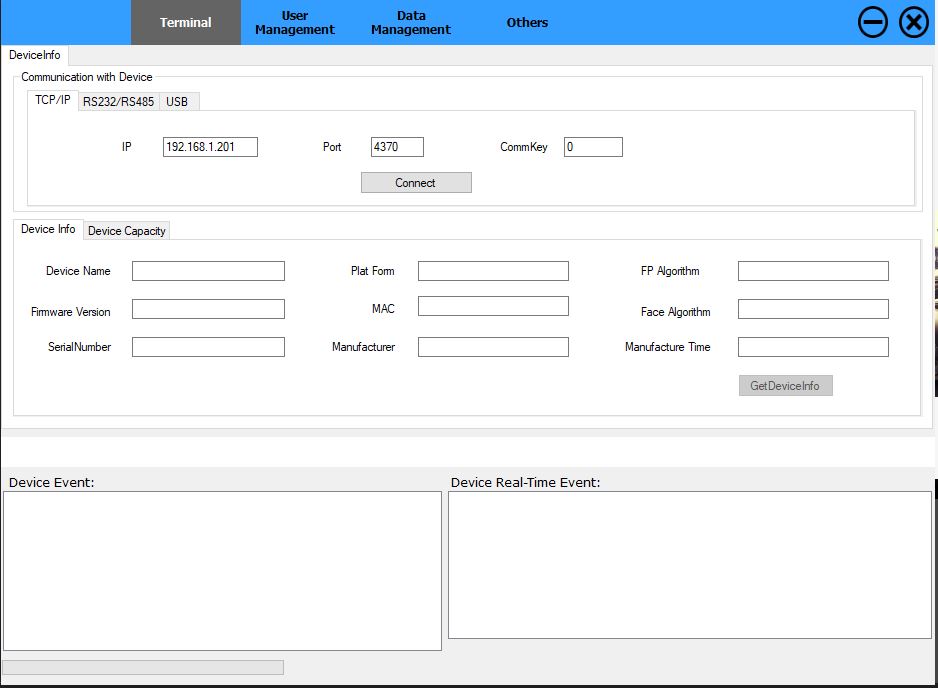 Terminal
User
Management
Data
Management
Others
DeviceInfo
Communication with Device
TCP/IP RS232/RS485 USB
IP 192.168.1.201 Port 4370 CommKey 0
Connect
Device Info Device Capacity
Device Name Plat Form FP Algorithm
Firmware Version MAC Face Algorithm
SerialNumber Manufacturer Manufacture Time
GetDeviceInfo
Device Event: Device Real-Time Event: